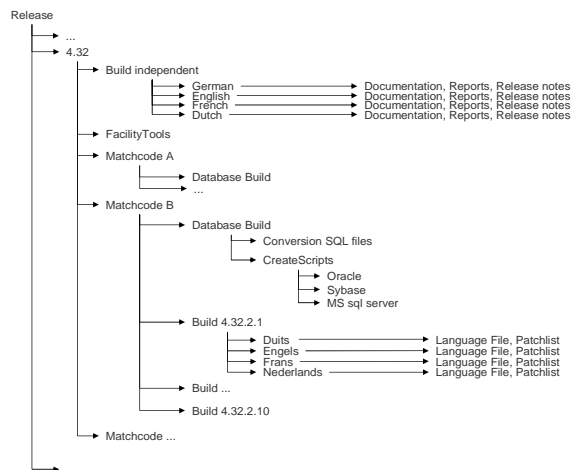 Release
...
4.32
Build independent
German Documentation, Reports, Release notes
English Documentation, Reports, Release notes
French Documentation, Reports, Release notes
Dutch Documentation, Reports, Release notes
FacilityTools
Matchcode A
Database Build
...
Matchcode B
Database Build
Conversion SQL files
CreateScripts
Oracle
Sybase
MS sql server
Build 4.32.2.1
Duits Language File, Patchlist
Engels Language File, Patchlist
Frans Language File, Patchlist
Nederlands Language File, Patchlist
Build ...
Build 4.32.2.10
Matchcode ...